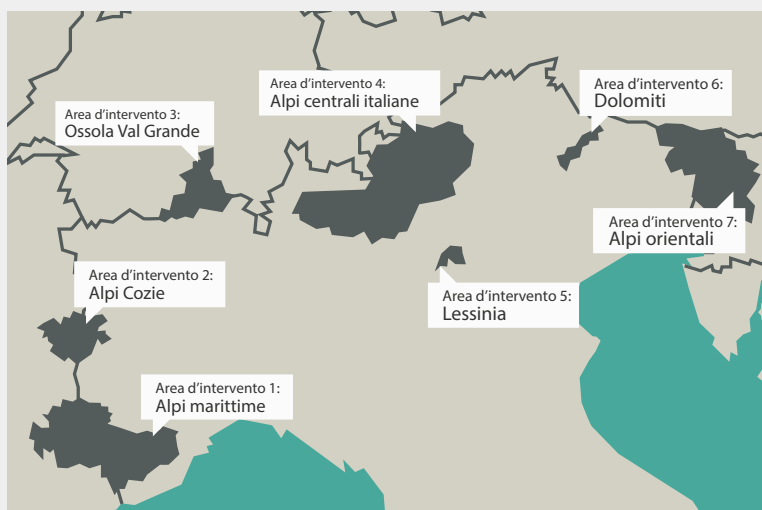 Area d'intervento 4:
Alpi centrali italiane
Area d'intervento 6:
Dolomiti
Area d'intervento 3:
Ossola Val Grande
Area d'intervento 7:
Alpi orientali
Area d'intervento 2:
Alpi Cozie
Area d'intervento 5:
Lessinia
Area d'intervento 1:
Alpi marittime